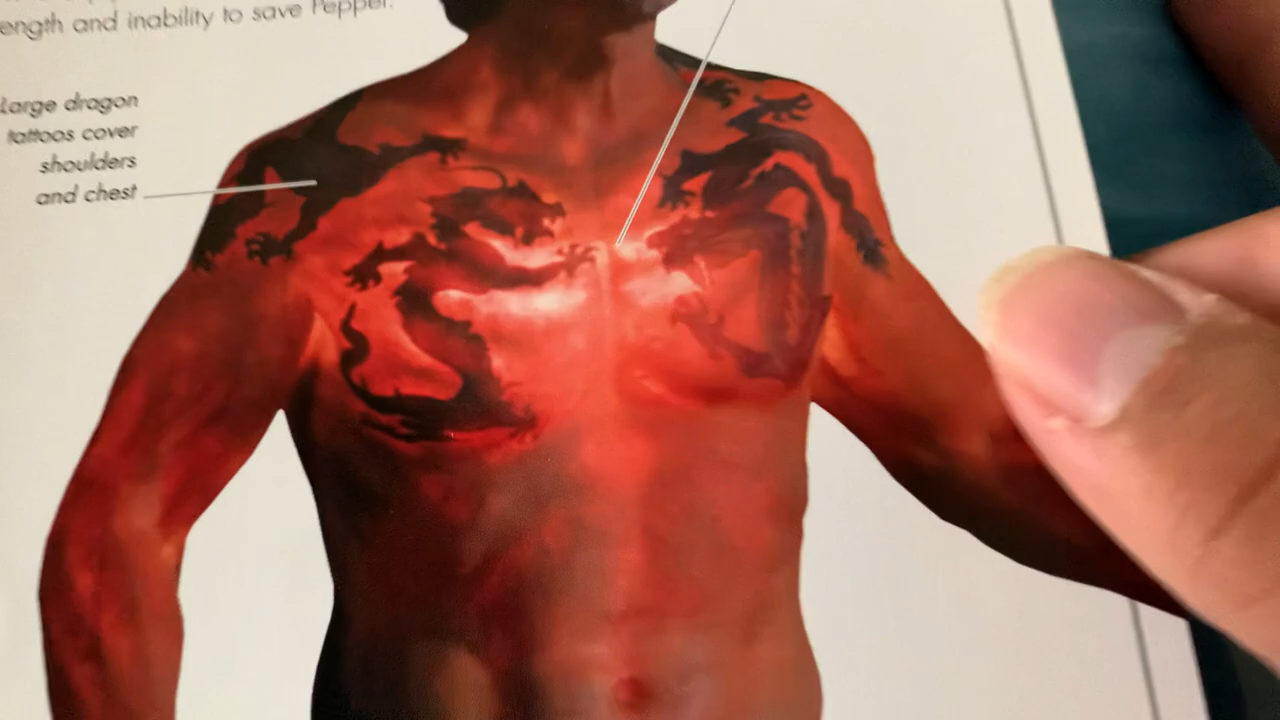 ength and inability to save Pepper.
Large dragon
tattoos cover
shoulders
and chest